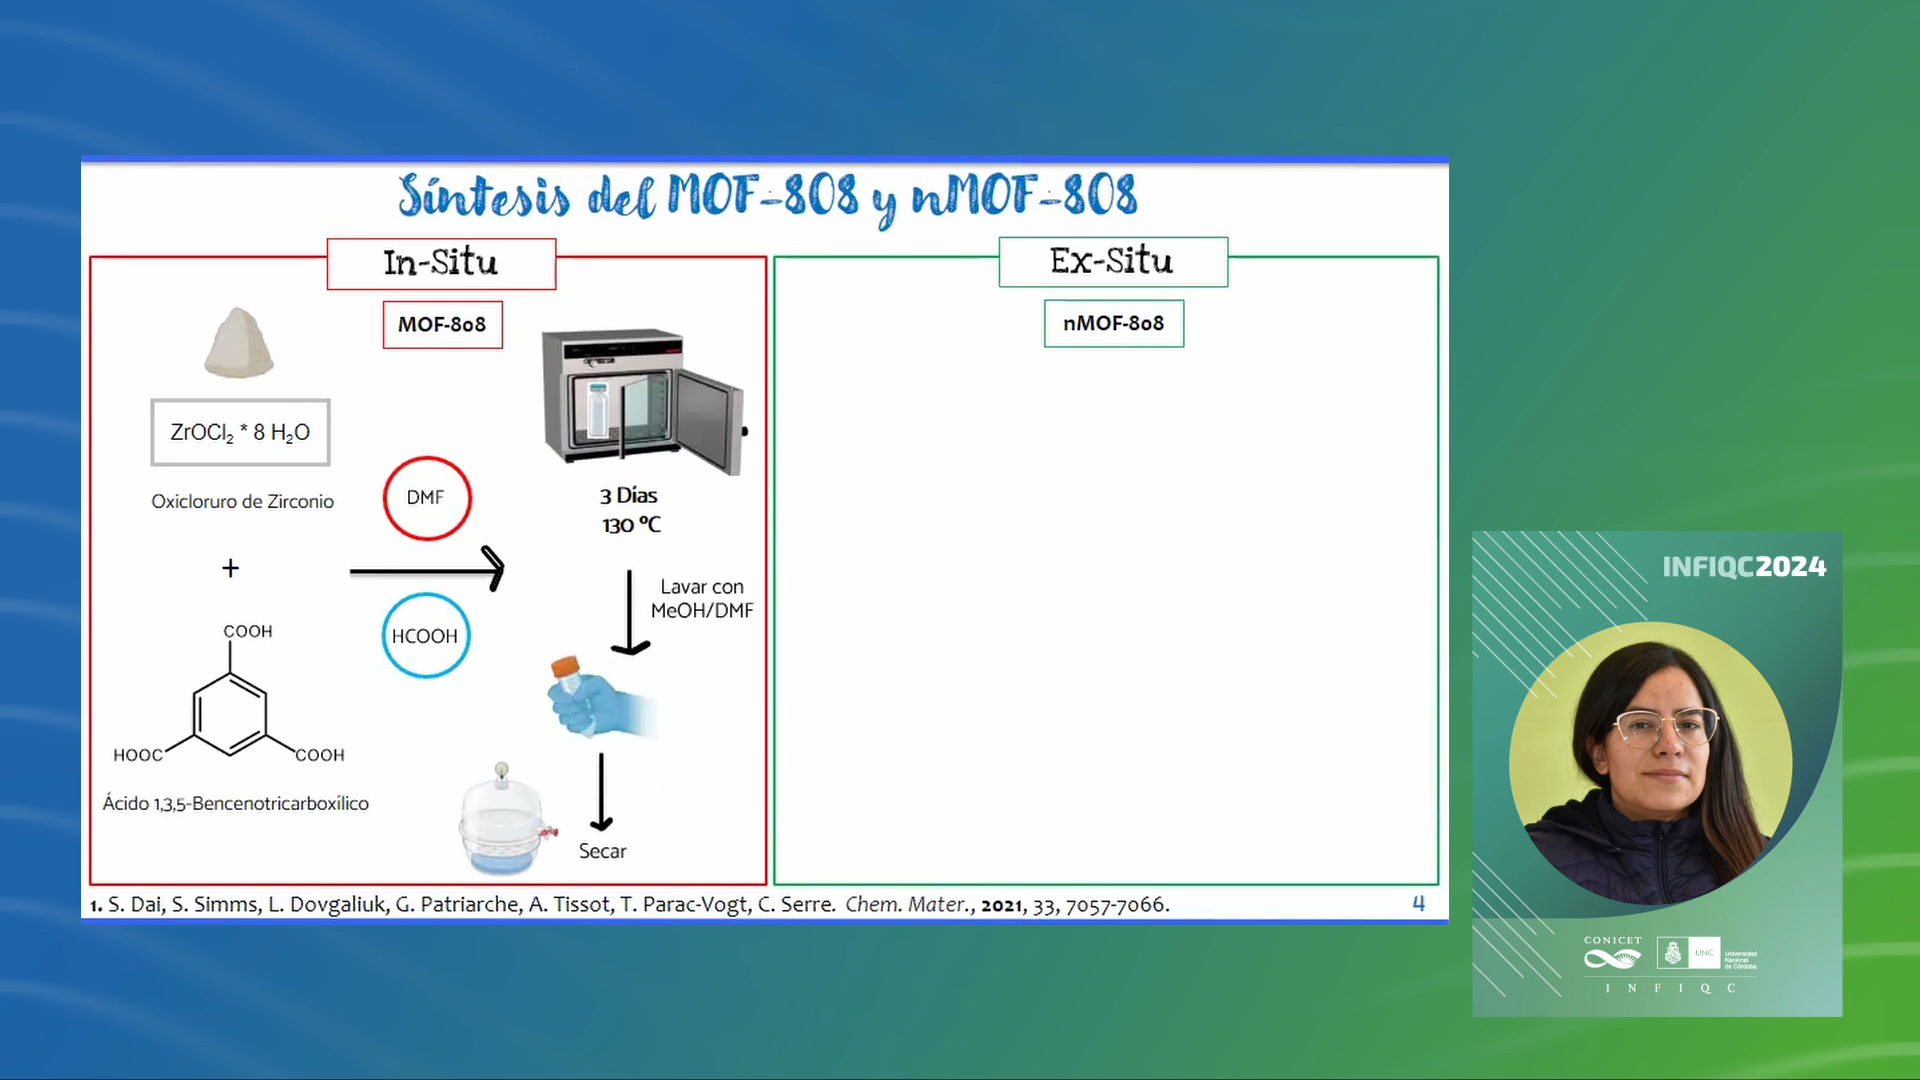 Síntesis del MOF-808 y nMOF-808
In-Situ
MOF-808
ZrOCl₂ * 8 H₂O
Oxicloruro de Zirconio
+
COOH
HOOC
COOH
Ácido 1,3,5-Bencenotricarboxílico
DMF
HCOOH
3 Días
130 ºC
Lavar con
MeOH/DMF
Secar
Ex-Situ
nMOF-808
1. S. Dai, S. Simms, L. Dovgaliuk, G. Patriarche, A. Tissot, T. Parac-Vogt, C. Serre. Chem. Mater., 2021, 33, 7057-7066.
4
INFIQC2024
CONICET
UNC
Universidad
Nacional
de Córdoba
INFIQC